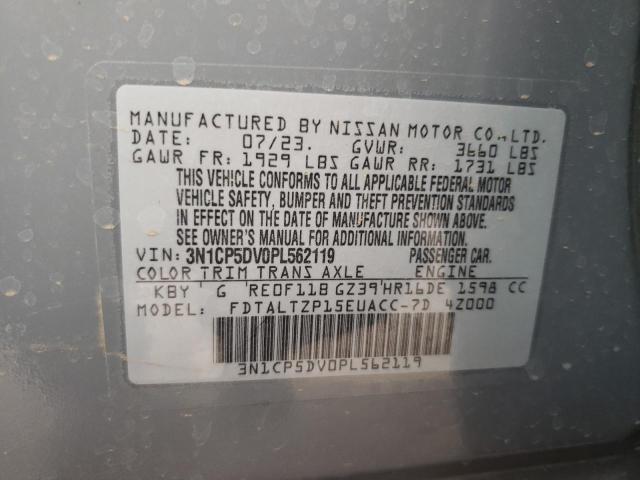 MANUFACTURED BY NISSAN MOTOR CO.,LTD.
DATE: 07/23. GVWR: 3660 LBS
GAWR FR: 1929 LBS GAWR RR: 1731 LBS
THIS VEHICLE CONFORMS TO ALL APPLICABLE FEDERAL MOTOR
VEHICLE SAFETY, BUMPER, AND THEFT PREVENTION STANDARDS
IN EFFECT ON THE DATE OF MANUFACTURE SHOWN ABOVE.
SEE OWNER'S MANUAL FOR ADDITIONAL INFORMATION.
VIN: 3N1CP5DV0PL562119 PASSENGER CAR.
COLOR TRIM TRANS AXLE ENGINE
KBY G RE0F11B GZ39 HR16DE 1598 CC
MODEL: FDTALTZP15EUACC-7D 4Z000
3N1CP5DV0PL562119